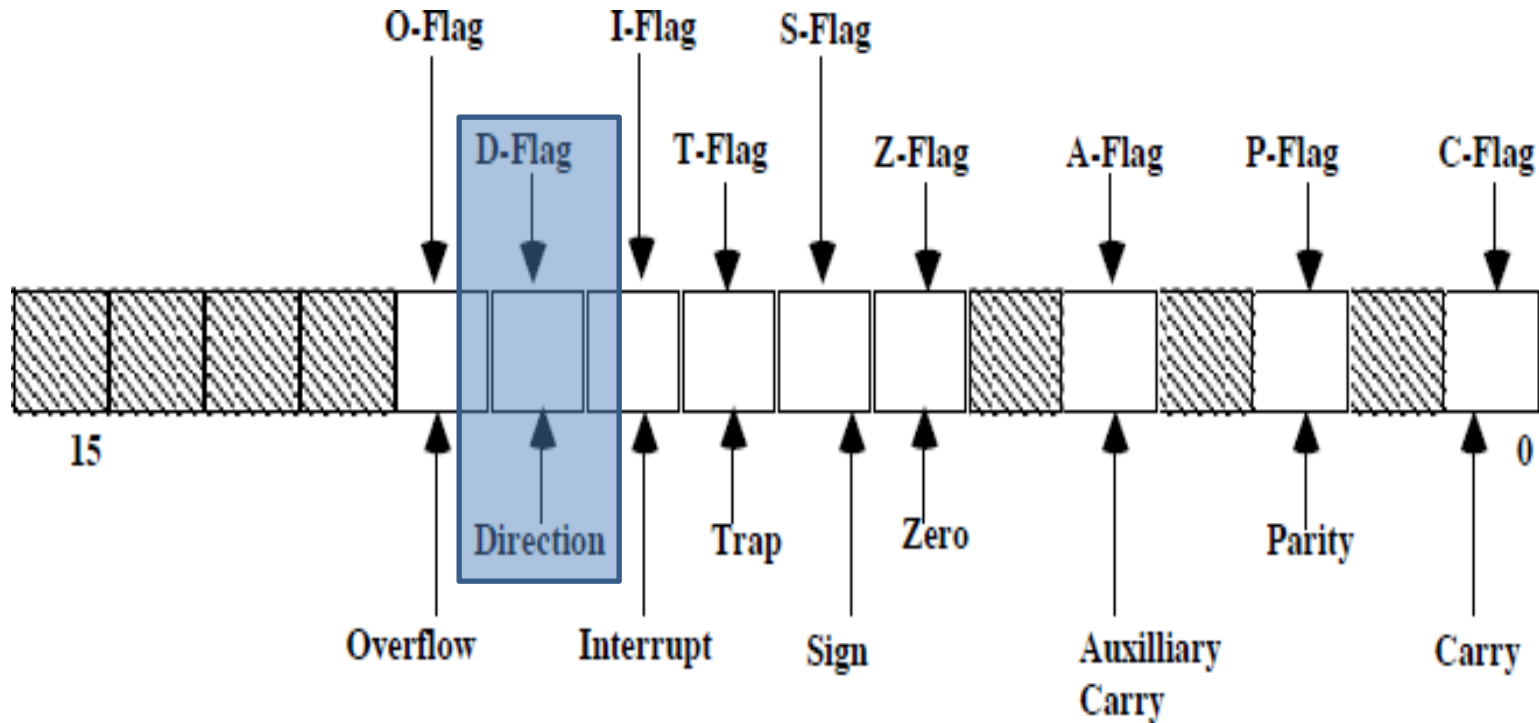 O-Flag
I-Flag
S-Flag
D-Flag
T-Flag
Z-Flag
A-Flag
P-Flag
C-Flag
15
0
Direction
Trap
Zero
Parity
Overflow
Interrupt
Sign
Auxilliary
Carry
Carry